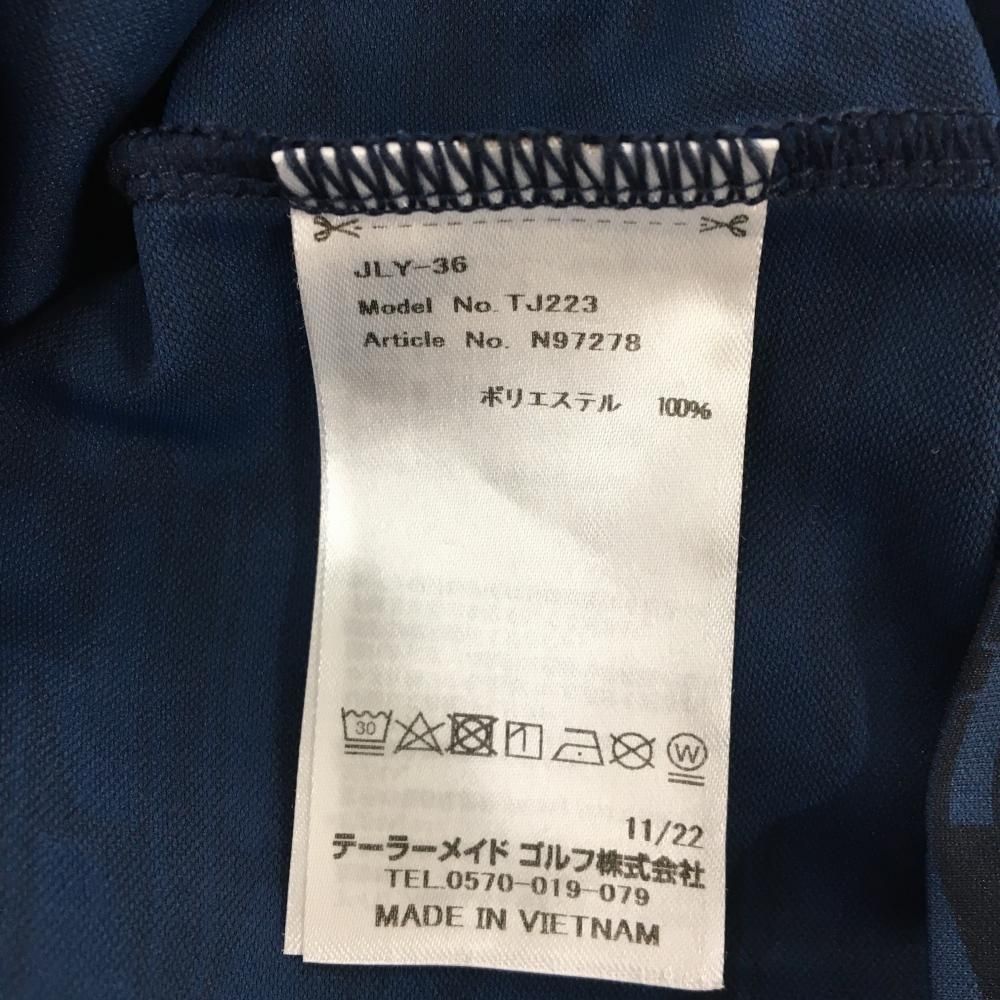 JLY-36
Model No. TJ223
Article No. N97278
ポリエステル 100%
30
W
11/22
テーラーメイド ゴルフ株式会社
TEL.0570-019-079
MADE IN VIETNAM